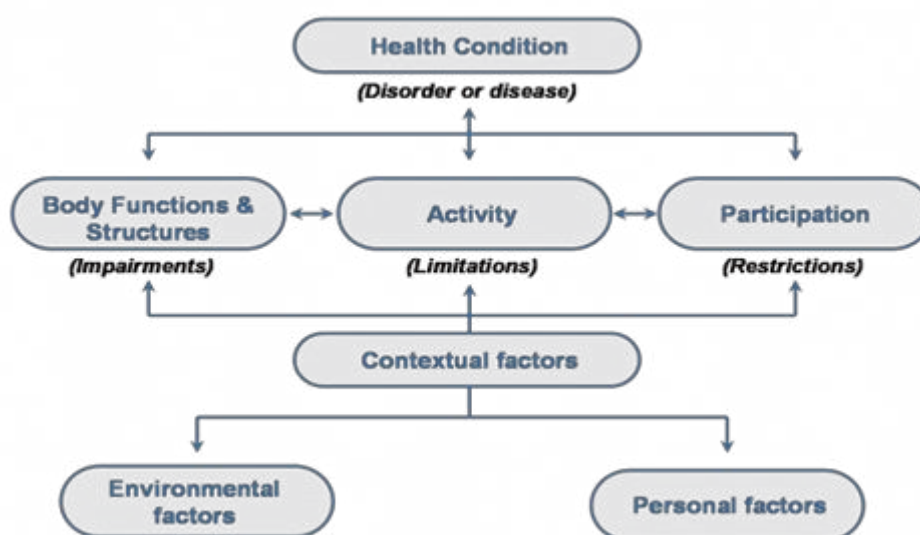 Health Condition
(Disorder or disease)
Body Functions &
Structures
Activity
Participation
(Impairments)
(Limitations)
(Restrictions)
Contextual factors
Environmental
factors
Personal factors